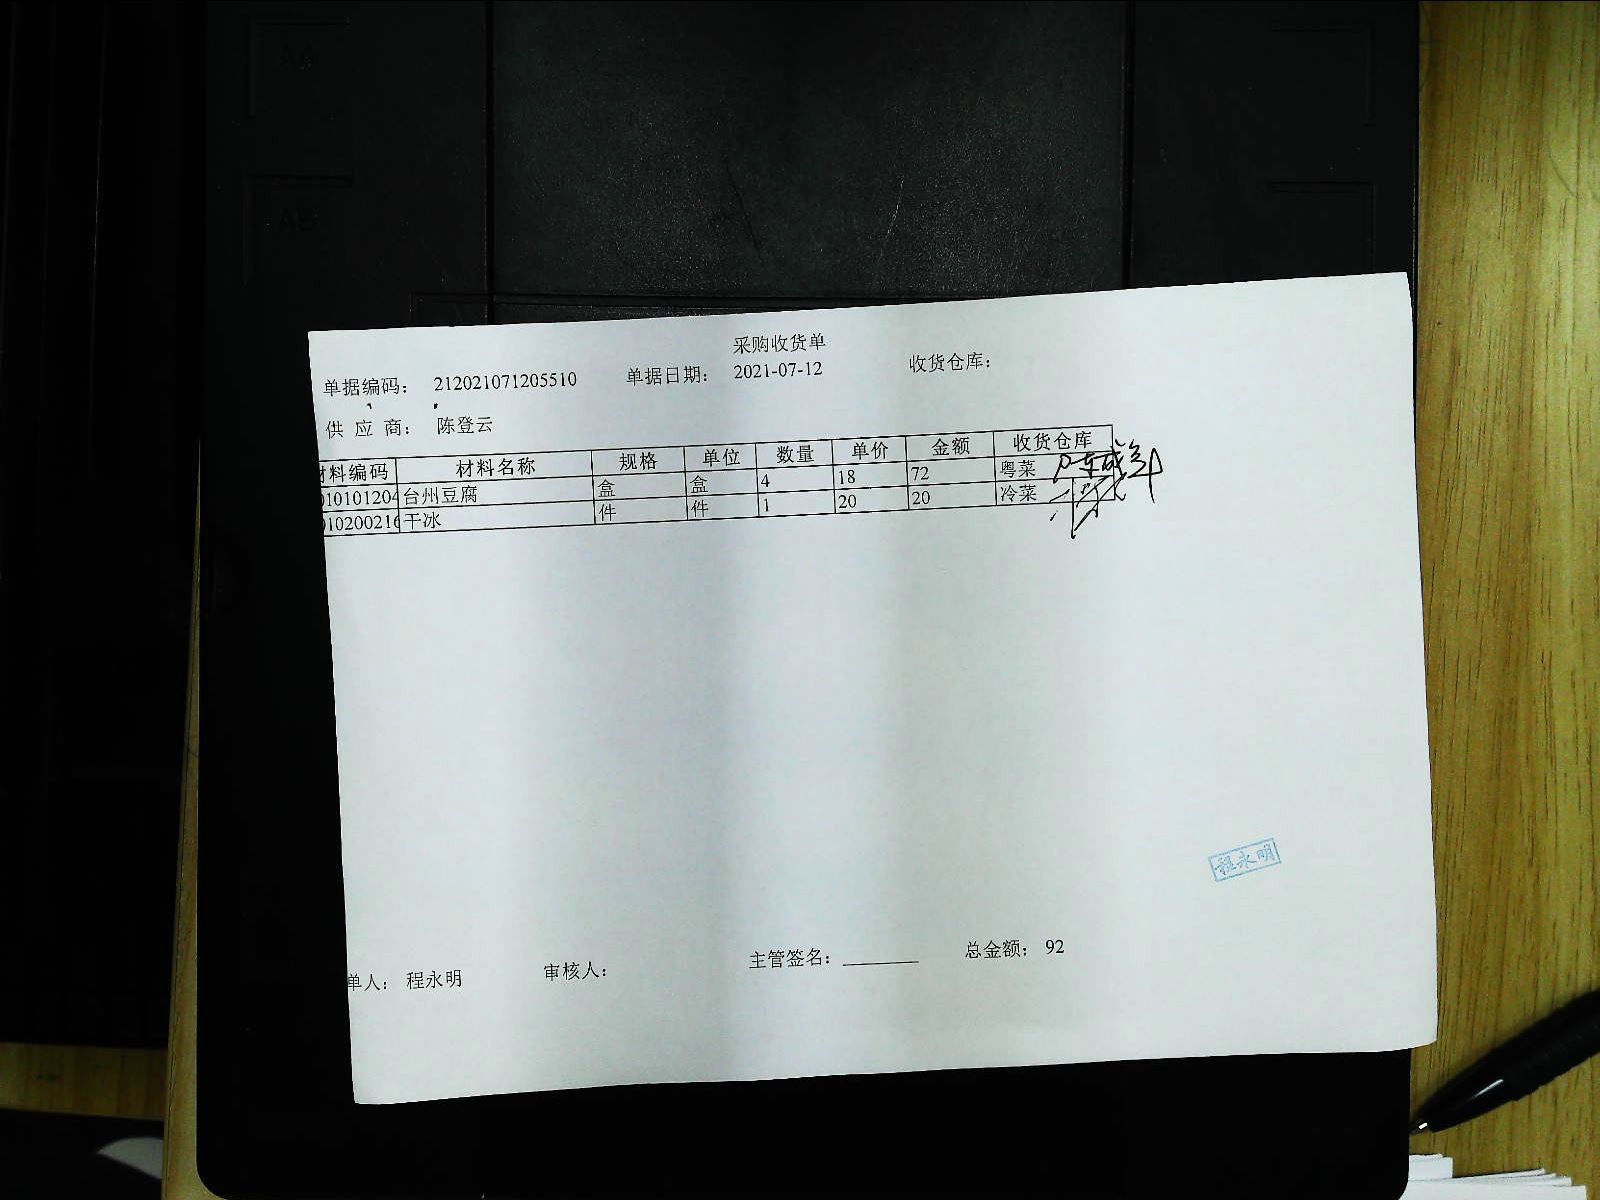 采购收货单
单据编码： 212021071205510 单据日期： 2021-07-12 收货仓库：
供 应 商： 陈登云
材料编码 材料名称 规格 单位 数量 单价 金额 收货仓库
010101204 台州豆腐 盒 盒 4 18 72 粤菜
010200216 干冰 件 件 1 20 20 冷菜
程永明
单人： 程永明 审核人： 主管签名： 总金额： 92
A4
A5